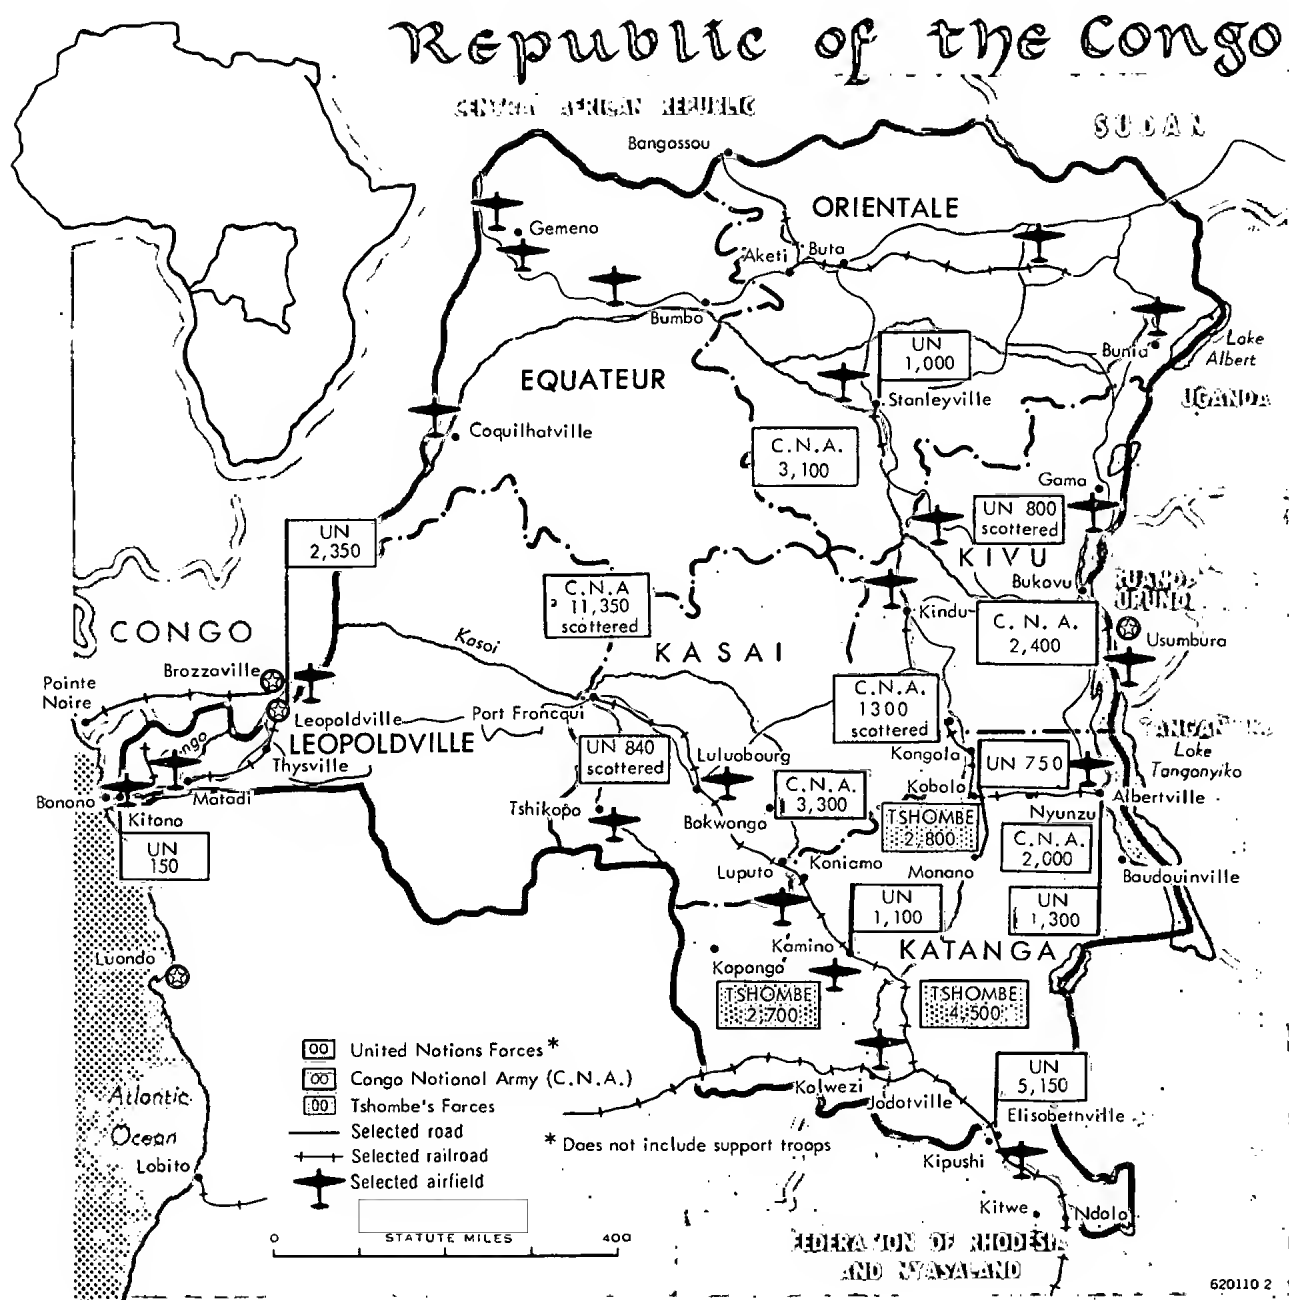 Republic of the Congo
CENTRAL AFRICAN REPUBLIC
SUDAN
Bangassou
ORIENTALE
Gemena
Aketi
Buta
Bumba
UN
1,000
Bunia
Lake
Albert
EQUATEUR
Stanleyville
UGANDA
Coquilhatville
C.N.A.
3,100
Goma
UN 800
scattered
UN
2,350
KIVU
C.N.A
11,350
scattered
Bukavu
RUANDA
URUNDI
Kindu
C. N. A.
2,400
Usumbura
CONGO
Kasai
KASAI
Brazzaville
Pointe
Noire
C.N.A.
1300
scattered
Leopoldville
Port Francqui
LEOPOLDVILLE
Congo
Thysville
UN 840
scattered
Luluabourg
Kongolo
UN 750
TANGANYIKA
Lake
Tanganyika
Banana
Matadi
Kitona
Tshikapa
C.N.A.
3,300
Kabalo
Albertville
Nyunzu
Bakwanga
TSHOMBE
2,800
C.N.A.
2,000
UN
150
Luputa
Kaniama
Manono
Baudouinville
UN
1,100
UN
1,300
Kamina
KATANGA
Luanda
Kapanga
TSHOMBE
2,700
TSHOMBE
4,500
00 United Nations Forces*
00 Congo National Army (C.N.A.)
00 Tshombe's Forces
Selected road
Selected railroad
Selected airfield
* Does not include support troops
UN
5,150
Kolwezi
Jadotville
Elisabethville
Kipushi
Atlantic
Ocean
Lobito
Kitwe
Ndola
STATUTE MILES
0 400
FEDERATION OF RHODESIA
AND NYASALAND
620110 2